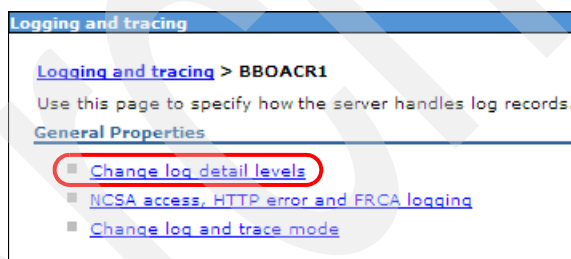 Logging and tracing
Logging and tracing > BBOACR1
Use this page to specify how the server handles log records.
General Properties
Change log detail levels
NCSA access, HTTP error and FRCA logging
Change log and trace mode